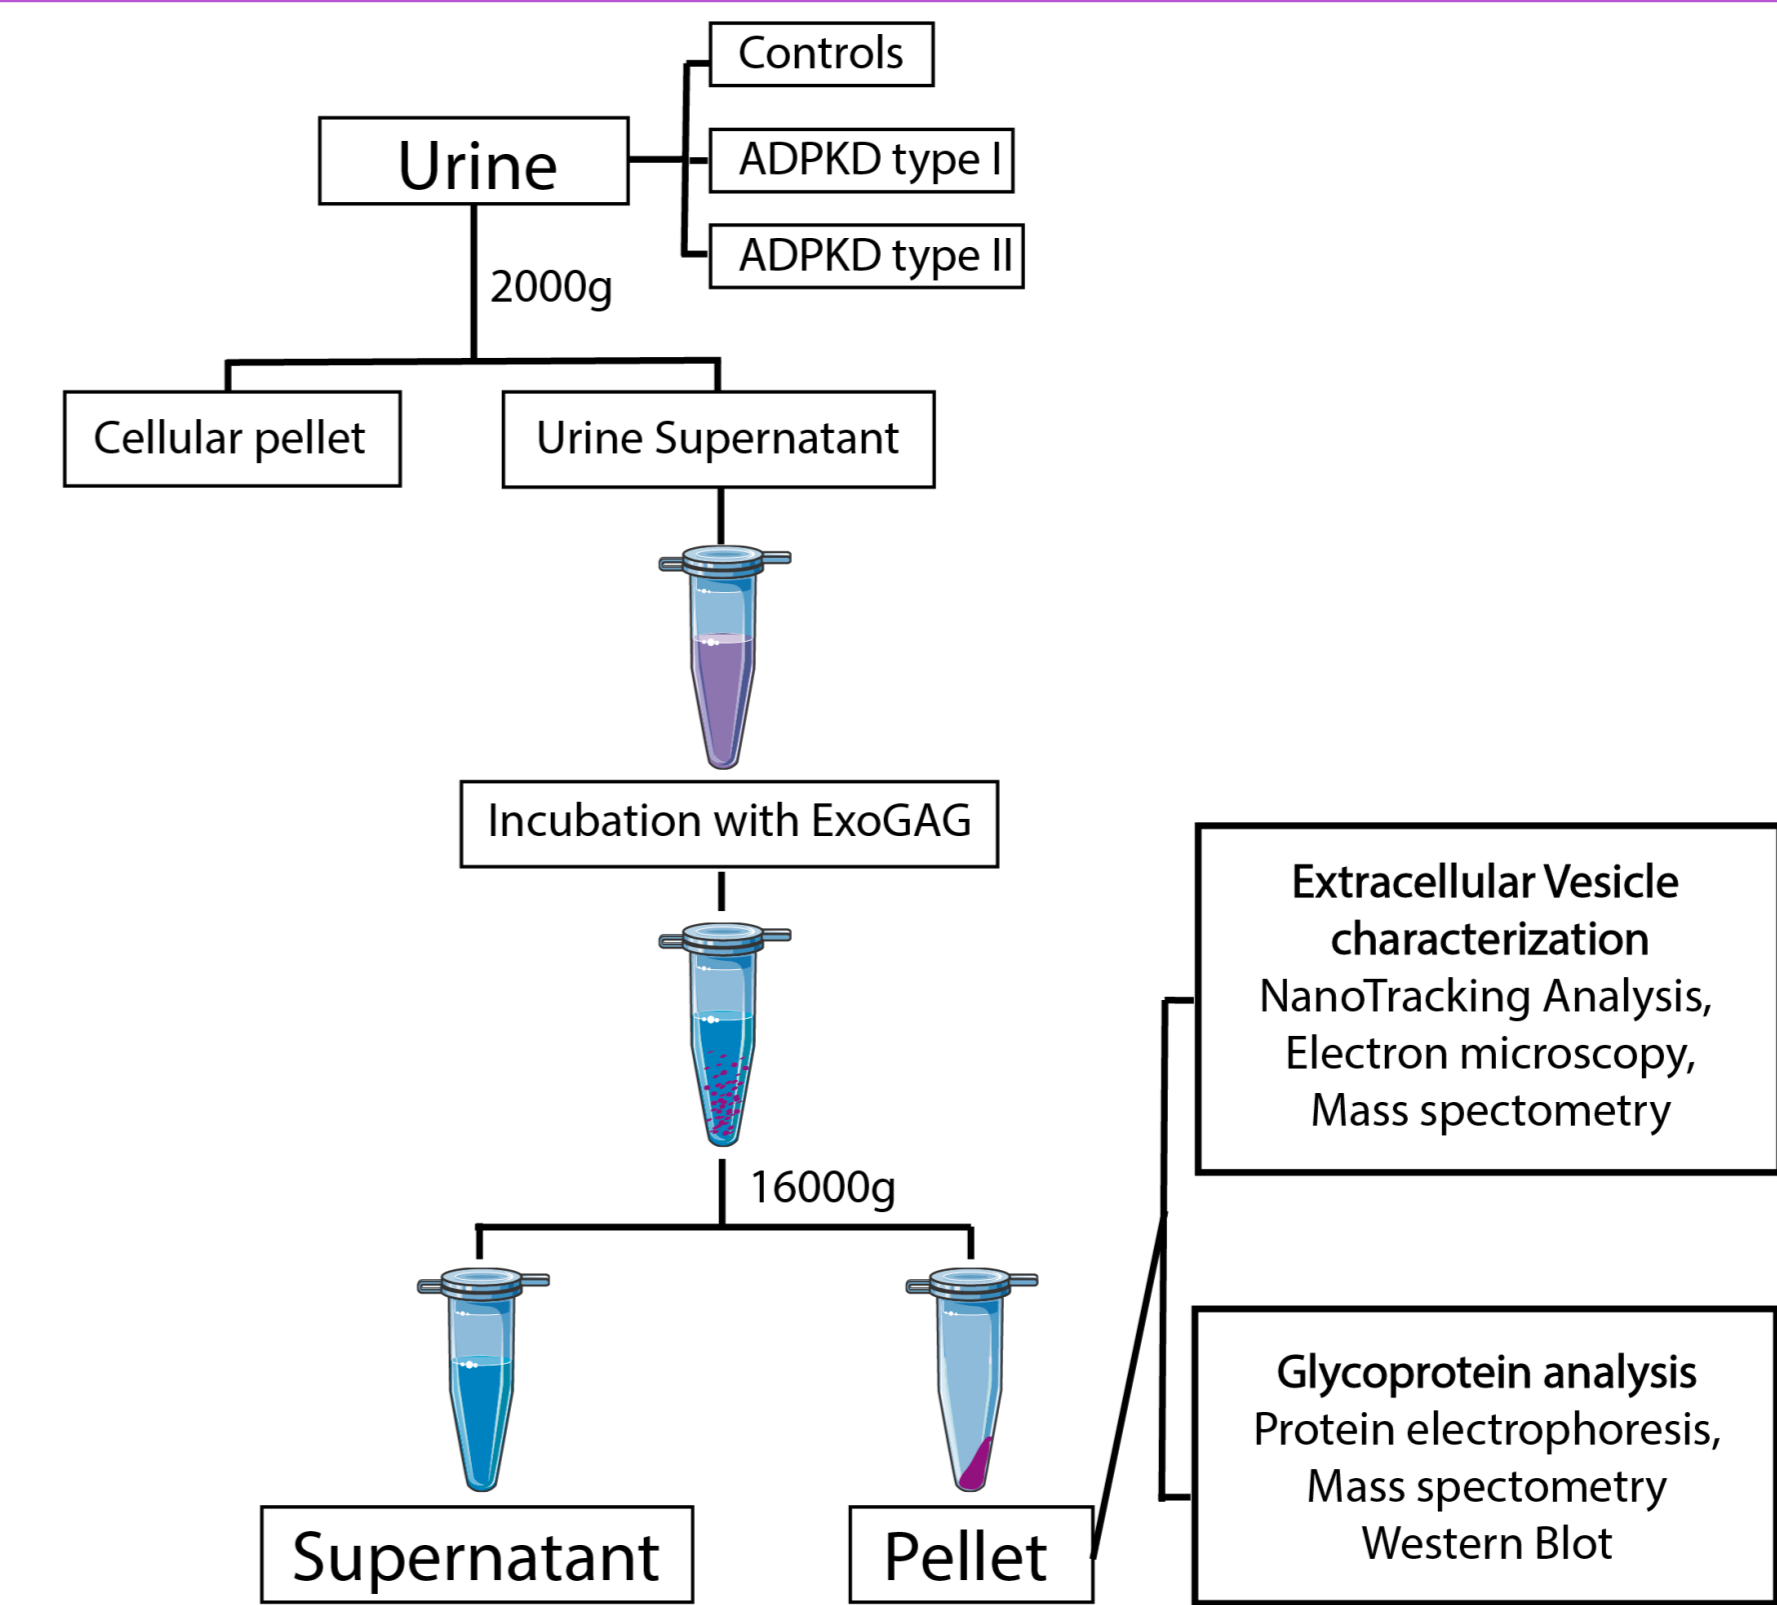 Controls
Urine
ADPKD type I
ADPKD type II
2000g
Cellular pellet
Urine Supernatant
Incubation with ExoGAG
16000g
Supernatant
Pellet
Extracellular Vesicle
characterization
NanoTracking Analysis,
Electron microscopy,
Mass spectometry
Glycoprotein analysis
Protein electrophoresis,
Mass spectometry
Western Blot